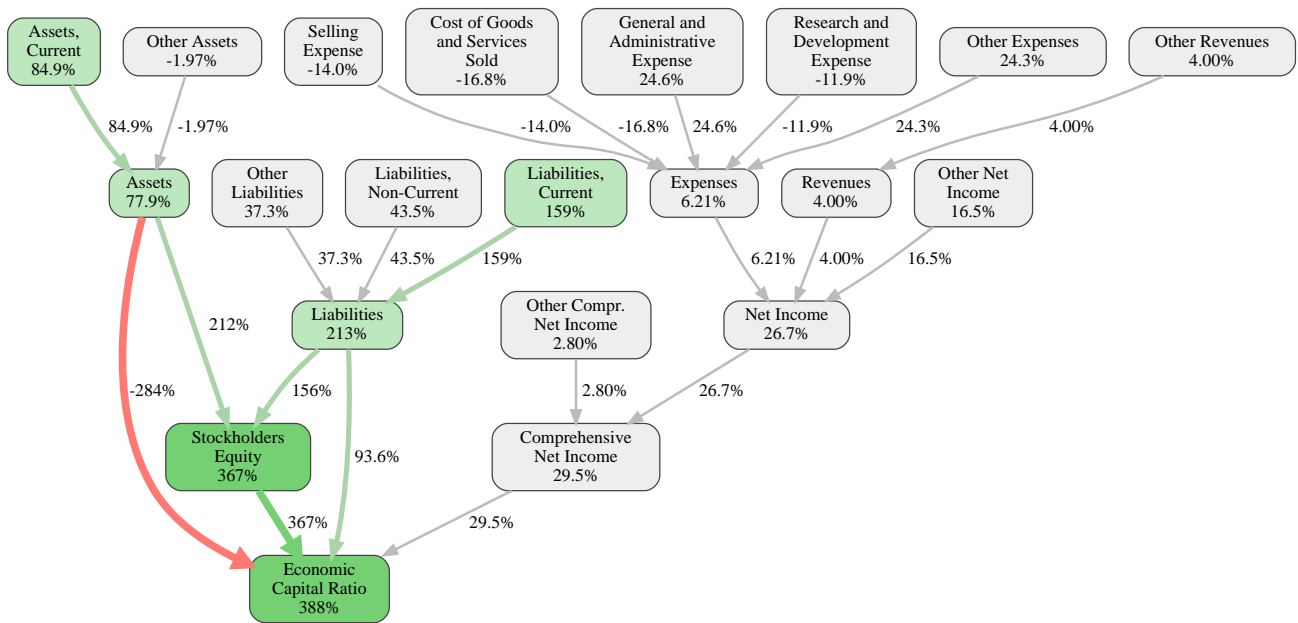 Assets,
Current
84.9%
Other Assets
-1.97%
Selling
Expense
-14.0%
Cost of Goods
and Services
Sold
-16.8%
General and
Administrative
Expense
24.6%
Research and
Development
Expense
-11.9%
Other Expenses
24.3%
Other Revenues
4.00%
84.9%
-1.97%
-14.0%
-16.8%
24.6%
-11.9%
24.3%
4.00%
Assets
77.9%
Other
Liabilities
37.3%
Liabilities,
Non-Current
43.5%
Liabilities,
Current
159%
Expenses
6.21%
Revenues
4.00%
Other Net
Income
16.5%
37.3%
43.5%
159%
6.21%
4.00%
16.5%
212%
Liabilities
213%
Other Compr.
Net Income
2.80%
Net Income
26.7%
-284%
156%
2.80%
26.7%
Stockholders
Equity
367%
93.6%
Comprehensive
Net Income
29.5%
367%
29.5%
Economic
Capital Ratio
388%